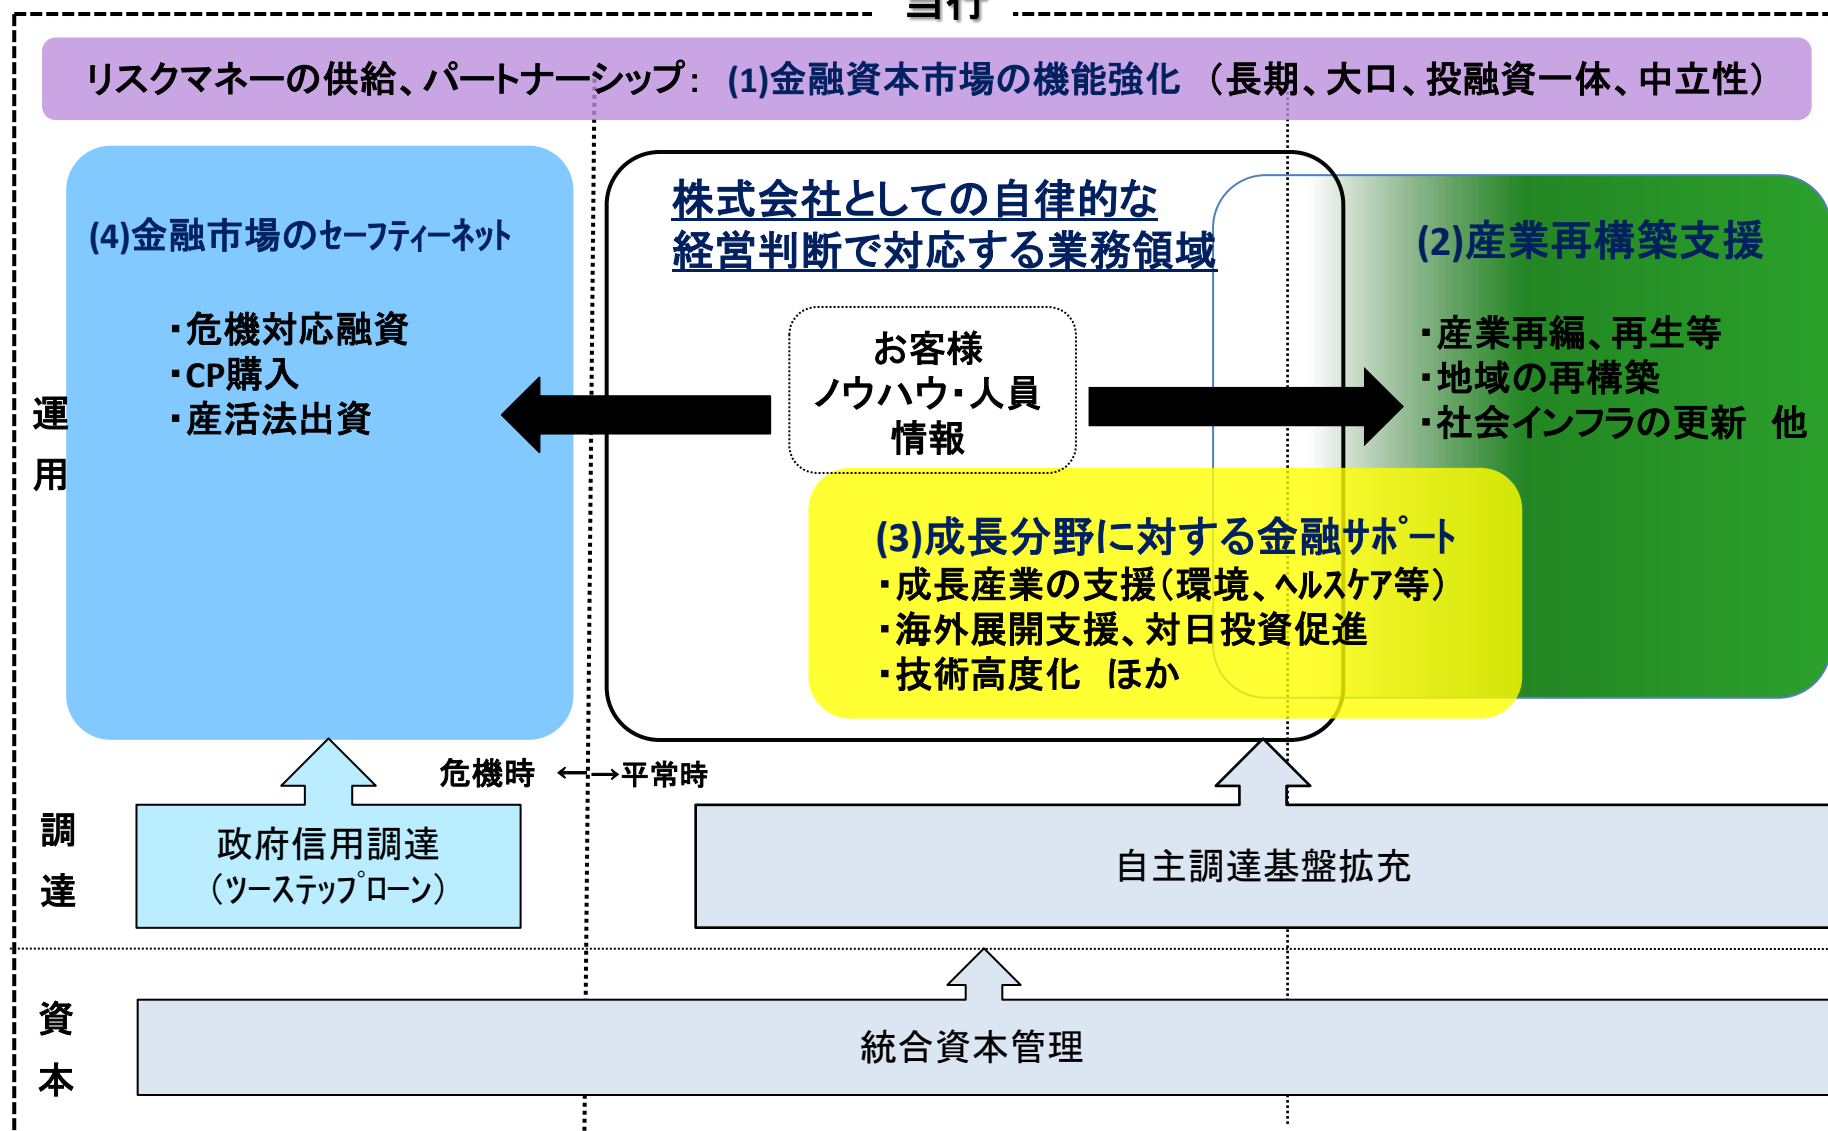 当行
リスクマネーの供給、パートナーシップ： (1)金融資本市場の機能強化 （長期、大口、投融資一体、中立性）
運用
(4)金融市場のｾｰﾌﾃｨｰﾈｯﾄ
・危機対応融資
・CP購入
・産活法出資
株式会社としての自律的な
経営判断で対応する業務領域
お客様
ノウハウ・人員
情報
(2)産業再構築支援
・産業再編、再生等
・地域の再構築
・社会インフラの更新 他
(3)成長分野に対する金融ｻﾎﾟｰﾄ
・成長産業の支援（環境、ﾍﾙｽｹｱ等）
・海外展開支援、対日投資促進
・技術高度化 ほか
危機時 ←→平常時
調達
政府信用調達
（ﾂｰｽﾃｯﾌﾟﾛｰﾝ）
自主調達基盤拡充
資本
統合資本管理